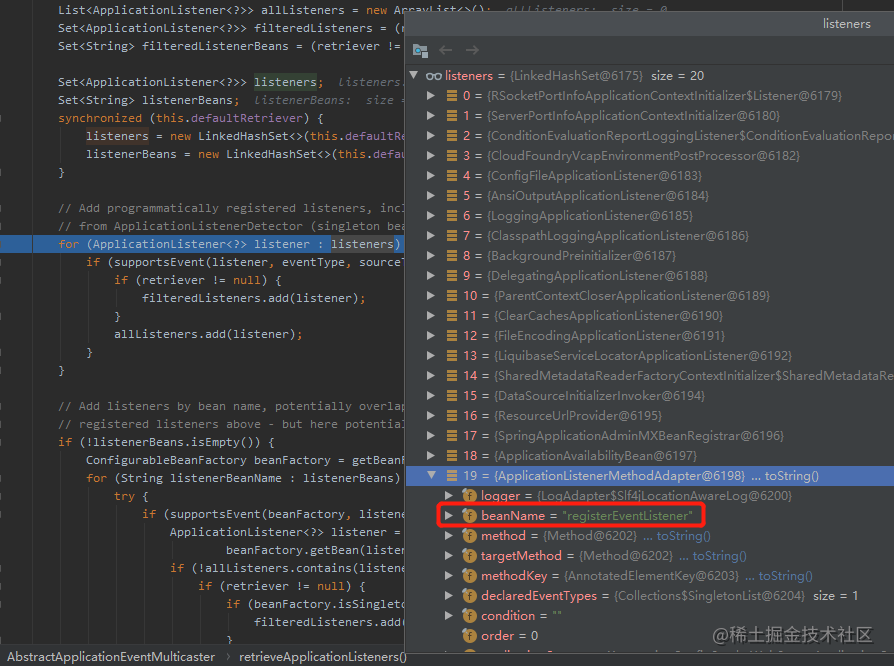 List<ApplicationListener<?>> allListeners = new ArrayList<>(); allListeners: size = 0
Set<ApplicationListener<?>> filteredListeners = (r
Set<String> filteredListenerBeans = (retriever !=
Set<ApplicationListener<?>> listeners; listeners.
Set<String> listenerBeans; listenerBeans: size =
synchronized (this.defaultRetriever) {
listeners = new LinkedHashSet<>(this.defaultRe
listenerBeans = new LinkedHashSet<>(this.defau
}
// Add programmatically registered listeners, incl
// from ApplicationListenerDetector (singleton bea
for (ApplicationListener<?> listener : listeners)
if (supportsEvent(listener, eventType, sourceT
if (retriever != null) {
filteredListeners.add(listener);
}
allListeners.add(listener);
}
}
// Add listeners by bean name, potentially overlap
// registered listeners above - but here potential
if (!listenerBeans.isEmpty()) {
ConfigurableBeanFactory beanFactory = getBeanF
for (String listenerBeanName : listenerBeans)
try {
if (supportsEvent(beanFactory, listene
ApplicationListener<?> listener =
beanFactory.getBean(listen
if (!allListeners.contains(listene
if (retriever != null) {
if (beanFactory.isSingleto
filteredListeners.add(
}
AbstractApplicationEventMulticaster › retrieveApplicationListeners()
listeners
listeners = {LinkedHashSet@6175} size = 20
0 = {RSocketPortInfoApplicationContextInitializer$Listener@6179}
1 = {ServerPortInfoApplicationContextInitializer@6180}
2 = {ConditionEvaluationReportLoggingListener$ConditionEvaluationRepor
3 = {CloudFoundryVcapEnvironmentPostProcessor@6182}
4 = {ConfigFileApplicationListener@6183}
5 = {AnsiOutputApplicationListener@6184}
6 = {LoggingApplicationListener@6185}
7 = {ClasspathLoggingApplicationListener@6186}
8 = {BackgroundPreinitializer@6187}
9 = {DelegatingApplicationListener@6188}
10 = {ParentContextCloserApplicationListener@6189}
11 = {ClearCachesApplicationListener@6190}
12 = {FileEncodingApplicationListener@6191}
13 = {LiquibaseServiceLocatorApplicationListener@6192}
14 = {SharedMetadataReaderFactoryContextInitializer$SharedMetadataRe
15 = {DataSourceInitializerInvoker@6194}
16 = {ResourceUrlProvider@6195}
17 = {SpringApplicationAdminMXBeanRegistrar@6196}
18 = {ApplicationAvailabilityBean@6197}
19 = {ApplicationListenerMethodAdapter@6198} ... toString()
logger = {LogAdapter$Slf4jLocationAwareLog@6200}
beanName = "registerEventListener"
method = {Method@6202} ... toString()
targetMethod = {Method@6202} ... toString()
methodKey = {AnnotatedElementKey@6203} ... toString()
declaredEventTypes = {Collections$SingletonList@6204} size = 1
condition = ""
order = 0
@稀土掘金技术社区